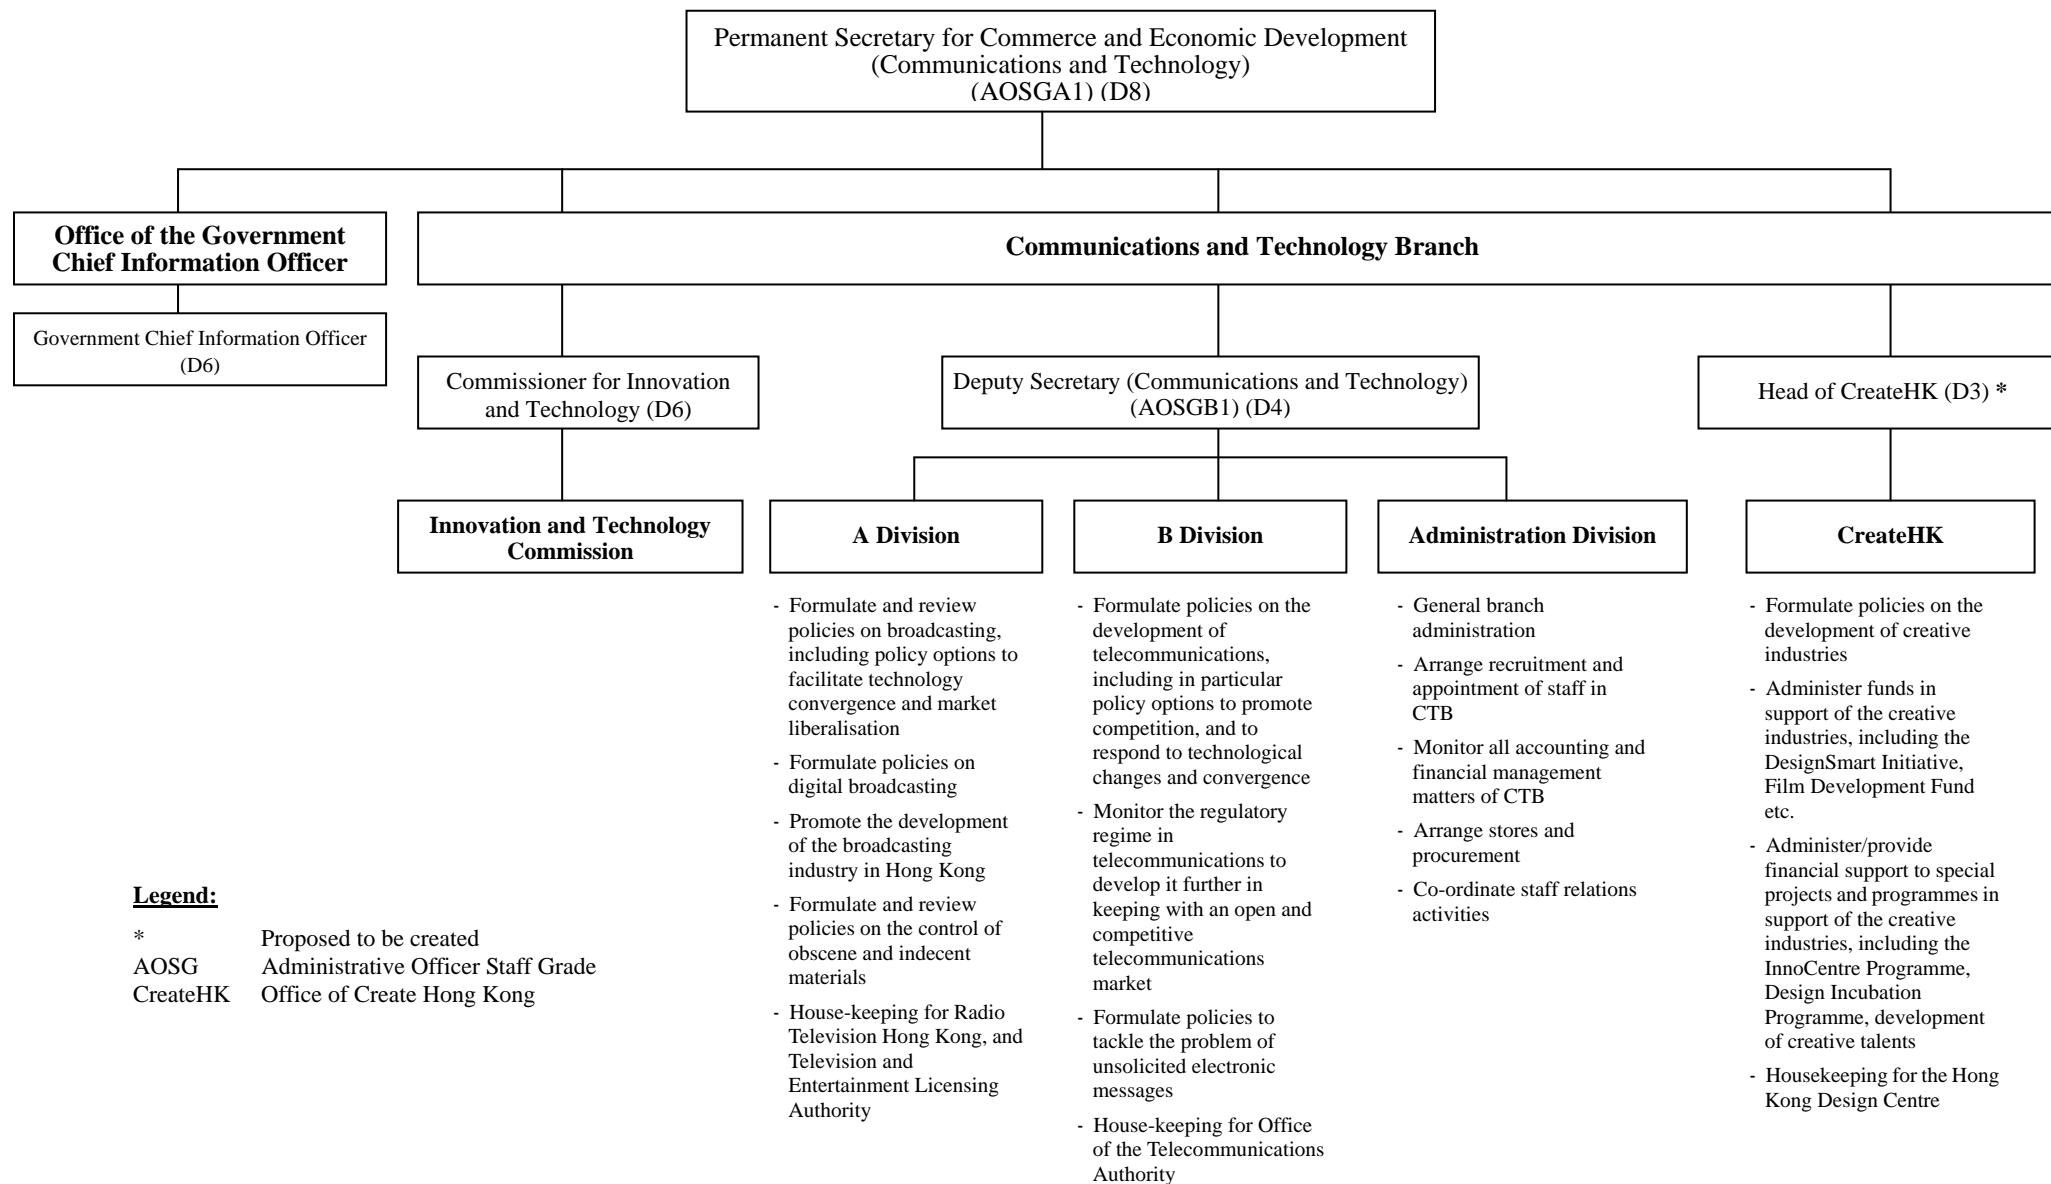 Permanent Secretary for Commerce and Economic Development
(Communications and Technology)
(AOSGA1) (D8)
Office of the Government
Chief Information Officer
Communications and Technology Branch
Government Chief Information Officer
(D6)
Commissioner for Innovation
and Technology (D6)
Deputy Secretary (Communications and Technology)
(AOSGB1) (D4)
Head of CreateHK (D3) *
Innovation and Technology
Commission
A Division
B Division
Administration Division
CreateHK
- Formulate and review
policies on broadcasting,
including policy options to
facilitate technology
convergence and market
liberalisation
- Formulate policies on
digital broadcasting
- Promote the development
of the broadcasting
industry in Hong Kong
- Formulate and review
policies on the control of
obscene and indecent
materials
- House-keeping for Radio
Television Hong Kong, and
Television and
Entertainment Licensing
Authority
- Formulate policies on the
development of
telecommunications,
including in particular
policy options to promote
competition, and to
respond to technological
changes and convergence
- Monitor the regulatory
regime in
telecommunications to
develop it further in
keeping with an open and
competitive
telecommunications
market
- Formulate policies to
tackle the problem of
unsolicited electronic
messages
- House-keeping for Office
of the Telecommunications
Authority
- General branch
administration
- Arrange recruitment and
appointment of staff in
CTB
- Monitor all accounting and
financial management
matters of CTB
- Arrange stores and
procurement
- Co-ordinate staff relations
activities
- Formulate policies on the
development of creative
industries
- Administer funds in
support of the creative
industries, including the
DesignSmart Initiative,
Film Development Fund
etc.
- Administer/provide
financial support to special
projects and programmes in
support of the creative
industries, including the
InnoCentre Programme,
Design Incubation
Programme, development
of creative talents
- Housekeeping for the Hong
Kong Design Centre
Legend:
* Proposed to be created
AOSG Administrative Officer Staff Grade
CreateHK Office of Create Hong Kong